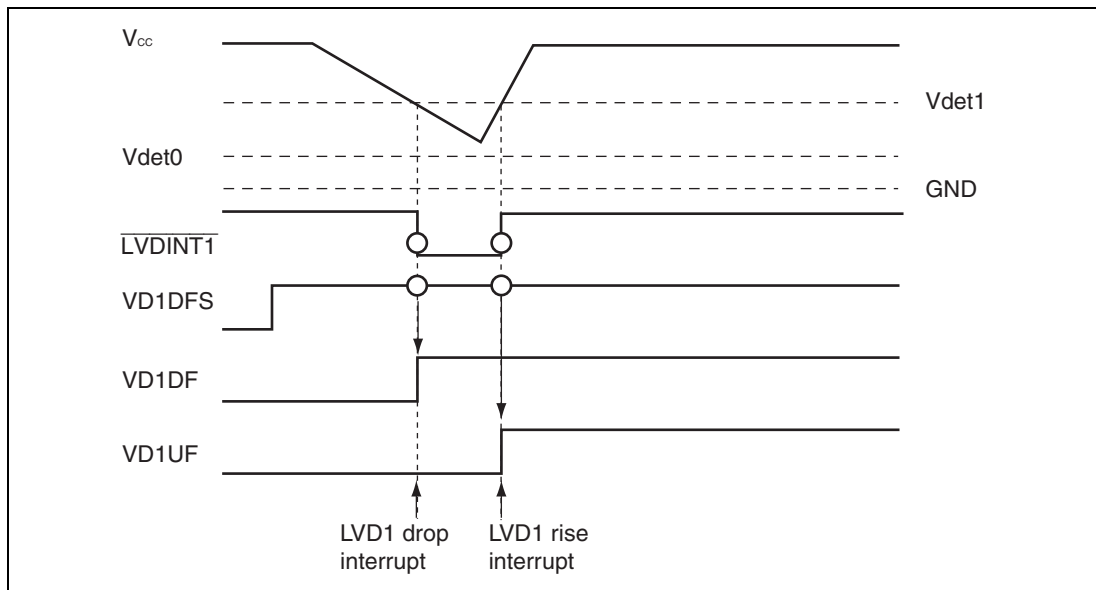 Vcc
Vdet1
Vdet0
GND
LVDINT1
VD1DFS
VD1DF
VD1UF
LVD1 drop
interrupt
LVD1 rise
interrupt